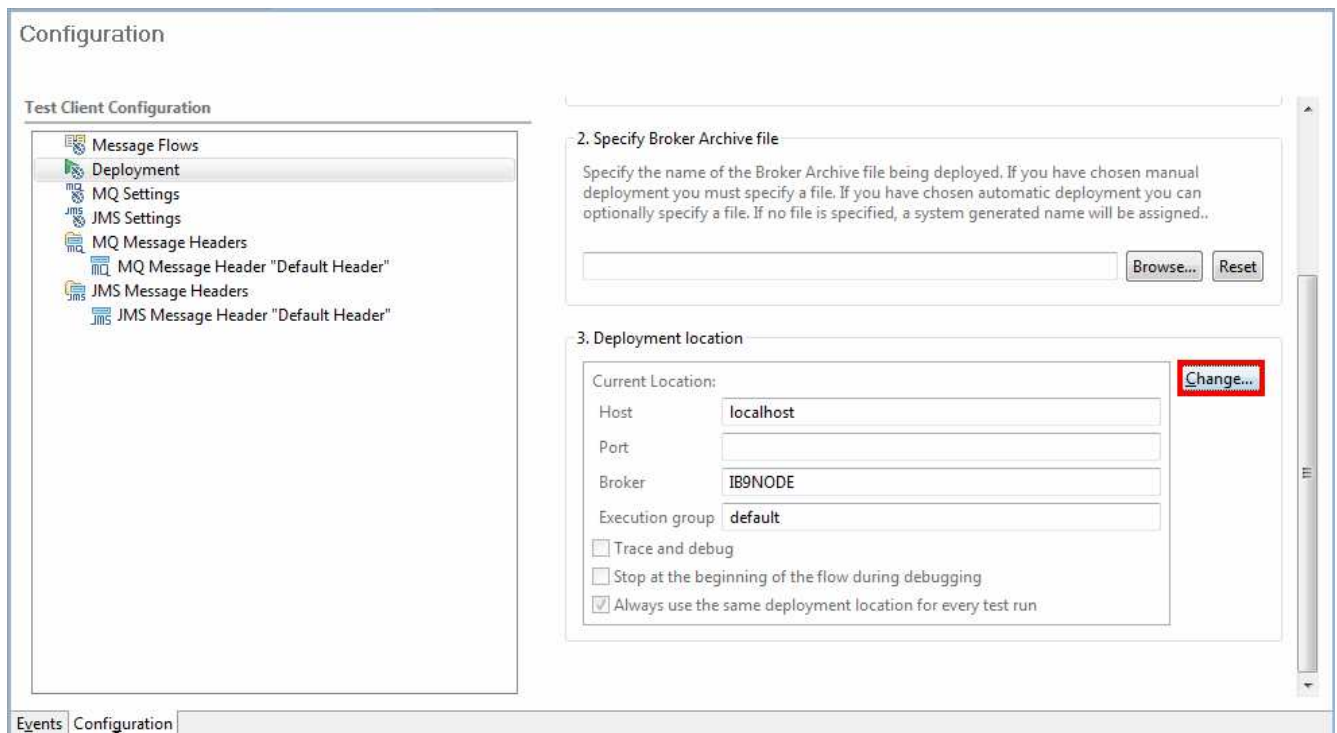 Configuration
Test Client Configuration
Message Flows
Deployment
MQ Settings
JMS Settings
MQ Message Headers
MQ Message Header "Default Header"
JMS Message Headers
JMS Message Header "Default Header"
2. Specify Broker Archive file
Specify the name of the Broker Archive file being deployed. If you have chosen manual
deployment you must specify a file. If you have chosen automatic deployment you can
optionally specify a file. If no file is specified, a system generated name will be assigned..
Browse... Reset
3. Deployment location
Current Location:
Change...
Host localhost
Port
Broker IB9NODE
Execution group default
Trace and debug
Stop at the beginning of the flow during debugging
Always use the same deployment location for every test run
Events Configuration